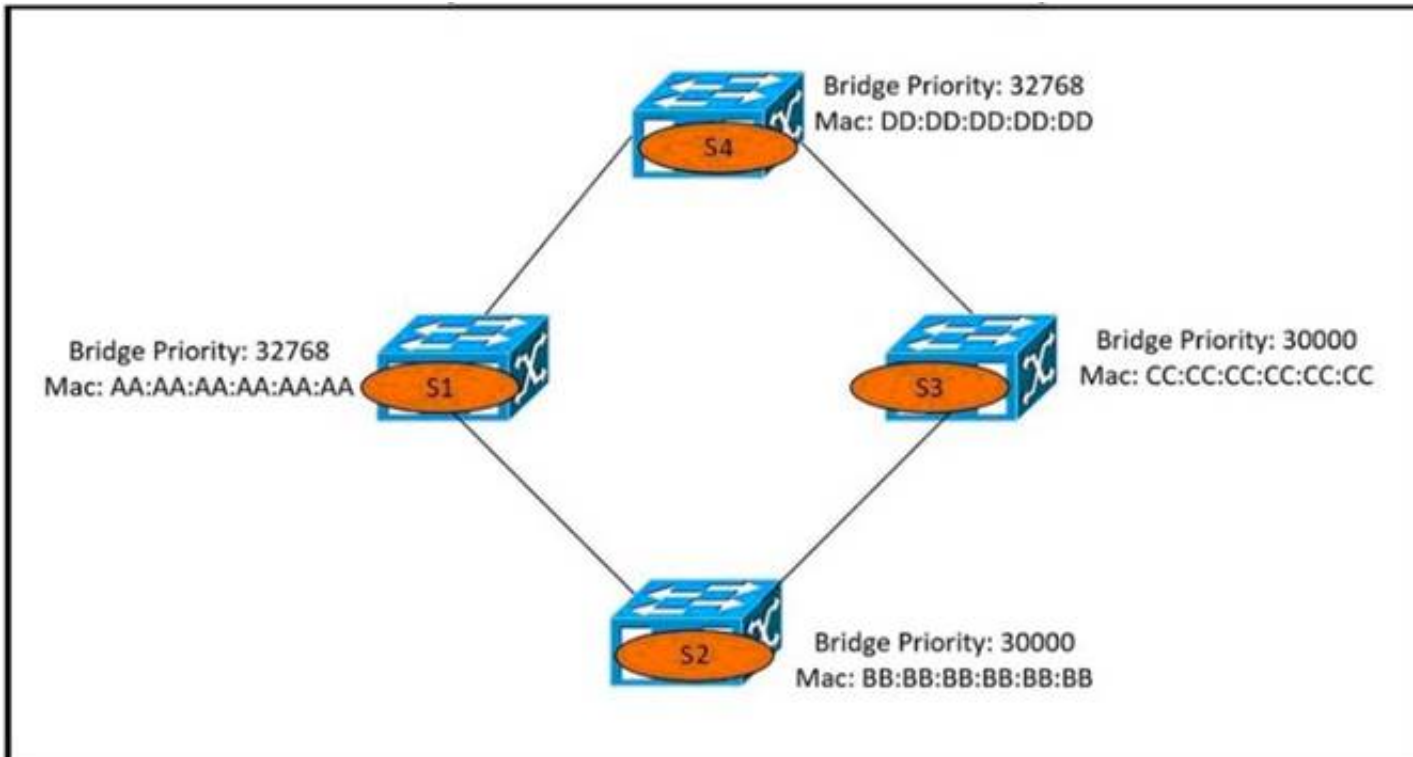 Bridge Priority: 32768
Mac: DD:DD:DD:DD:DD
S4
Bridge Priority: 32768
Mac: AA:AA:AA:AA:AA:AA
S1
S3
Bridge Priority: 30000
Mac: CC:CC:CC:CC:CC:CC
S2
Bridge Priority: 30000
Mac: BB:BB:BB:BB:BB:BB